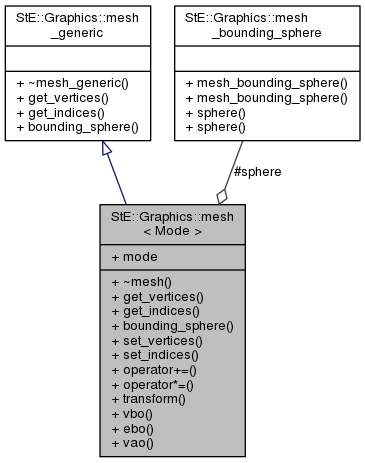 StE::Graphics::mesh
_generic
+ ~mesh_generic()
+ get_vertices()
+ get_indices()
+ bounding_sphere()
StE::Graphics::mesh
_bounding_sphere
+ mesh_bounding_sphere()
+ mesh_bounding_sphere()
+ sphere()
+ sphere()
#sphere
StE::Graphics::mesh
< Mode >
+ mode
+ ~mesh()
+ get_vertices()
+ get_indices()
+ bounding_sphere()
+ set_vertices()
+ set_indices()
+ operator+=()
+ operator*=()
+ transform()
+ vbo()
+ ebo()
+ vao()